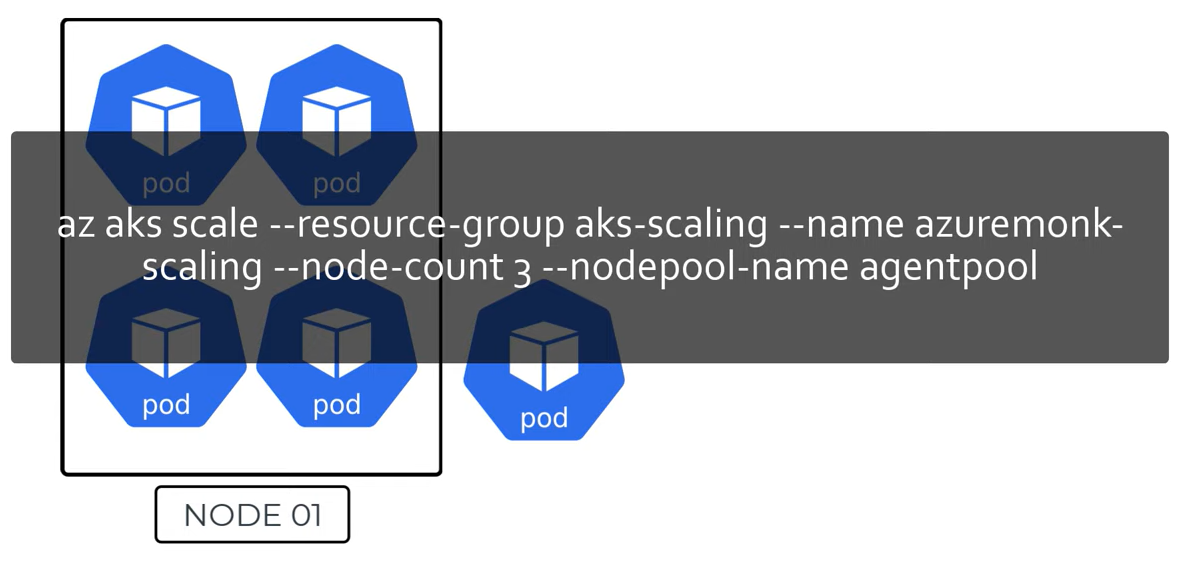 pod pod
az aks scale --resource-group aks-scaling --name azuremonk-
scaling --node-count 3 --nodepool-name agentpool
pod pod pod
NODE 01